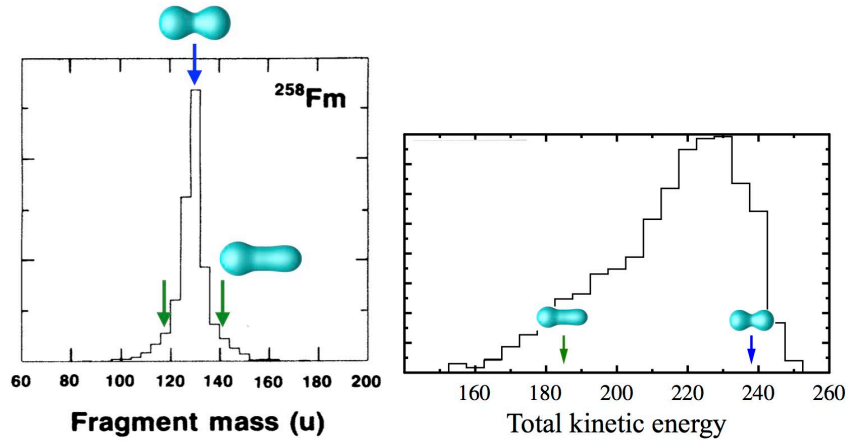 ²⁵⁸Fm
60 80 100 120 140 160 180 200
Fragment mass (u)
160 180 200 220 240 260
Total kinetic energy